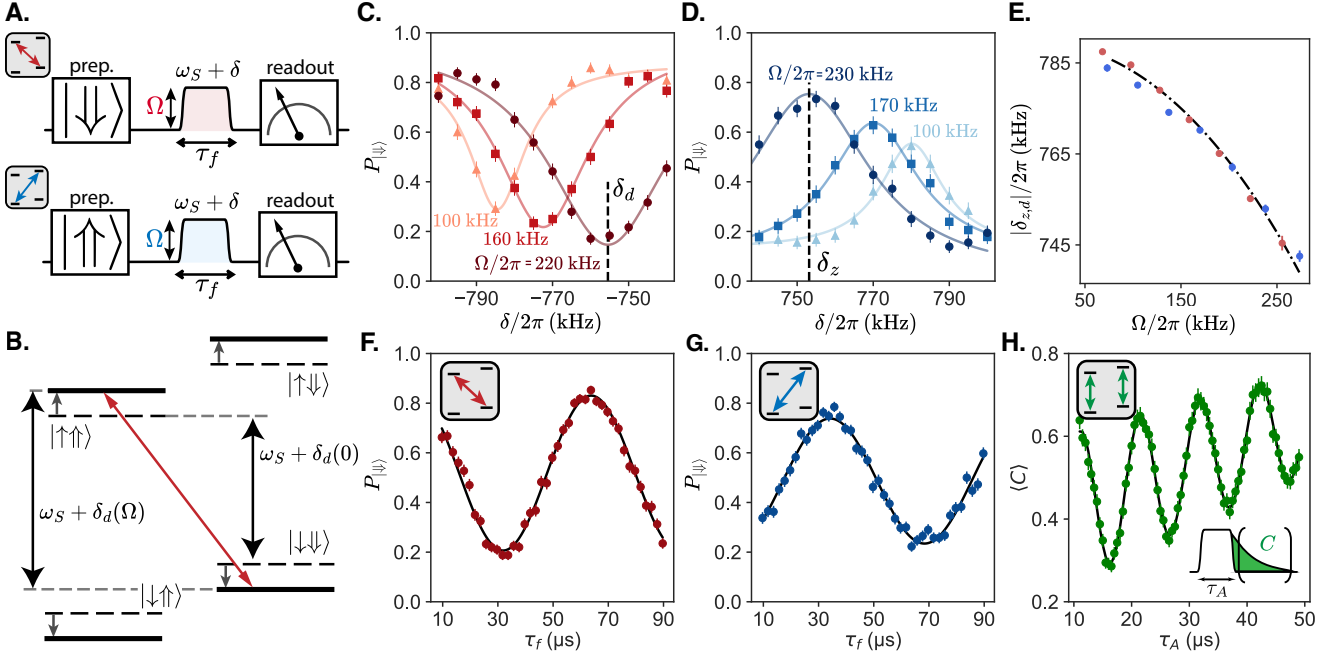 A.
prep.
|⇓⟩
ω_S + δ
Ω
τ_f
readout
prep.
|⇑⟩
ω_S + δ
Ω
τ_f
readout
B.
|↑⇓⟩
|↑⇑⟩
ω_S + δ_d(0)
ω_S + δ_d(Ω)
|↓⇓⟩
|↓⇑⟩
C.
1.0
0.8
0.6
0.4
0.2
0.0
P_|⇓⟩
100 kHz
160 kHz
Ω/2π = 220 kHz
δ_d
−790
−770
−750
δ/2π (kHz)
D.
1.0
0.8
0.6
0.4
0.2
0.0
P_|⇓⟩
Ω/2π = 230 kHz
170 kHz
100 kHz
δ_z
750
770
790
δ/2π (kHz)
E.
785
765
745
|δ_{z,d}|/2π (kHz)
50
150
250
Ω/2π (kHz)
F.
1.0
0.8
0.6
0.4
0.2
0.0
P_|⇓⟩
10
30
50
70
90
τ_f (μs)
G.
1.0
0.8
0.6
0.4
0.2
0.0
P_|⇓⟩
10
30
50
70
90
τ_f (μs)
H.
0.8
0.6
0.4
0.2
⟨C⟩
C
τ_A
10
20
30
40
50
τ_A (μs)